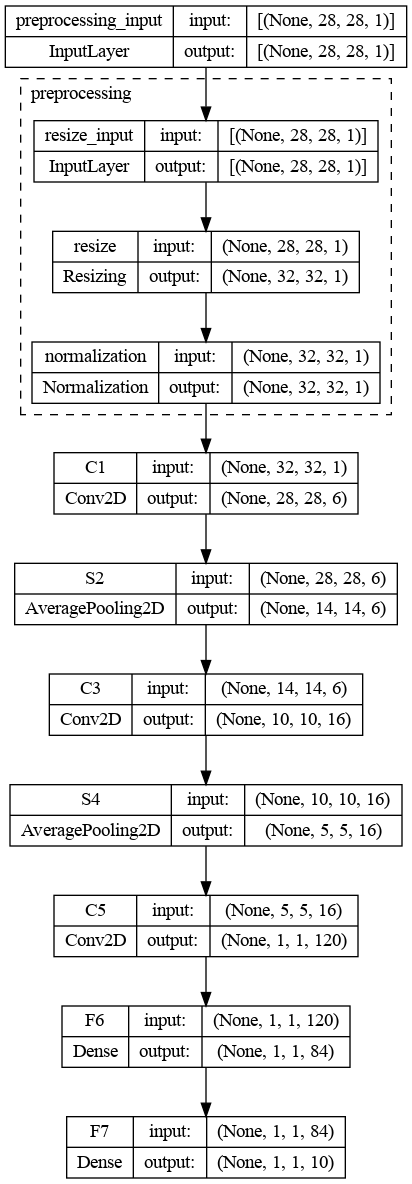 preprocessing_input input: [(None, 28, 28, 1)]
InputLayer output: [(None, 28, 28, 1)]
preprocessing
resize_input input: [(None, 28, 28, 1)]
InputLayer output: [(None, 28, 28, 1)]
resize input: (None, 28, 28, 1)
Resizing output: (None, 32, 32, 1)
normalization input: (None, 32, 32, 1)
Normalization output: (None, 32, 32, 1)
C1 input: (None, 32, 32, 1)
Conv2D output: (None, 28, 28, 6)
S2 input: (None, 28, 28, 6)
AveragePooling2D output: (None, 14, 14, 6)
C3 input: (None, 14, 14, 6)
Conv2D output: (None, 10, 10, 16)
S4 input: (None, 10, 10, 16)
AveragePooling2D output: (None, 5, 5, 16)
C5 input: (None, 5, 5, 16)
Conv2D output: (None, 1, 1, 120)
F6 input: (None, 1, 1, 120)
Dense output: (None, 1, 1, 84)
F7 input: (None, 1, 1, 84)
Dense output: (None, 1, 1, 10)